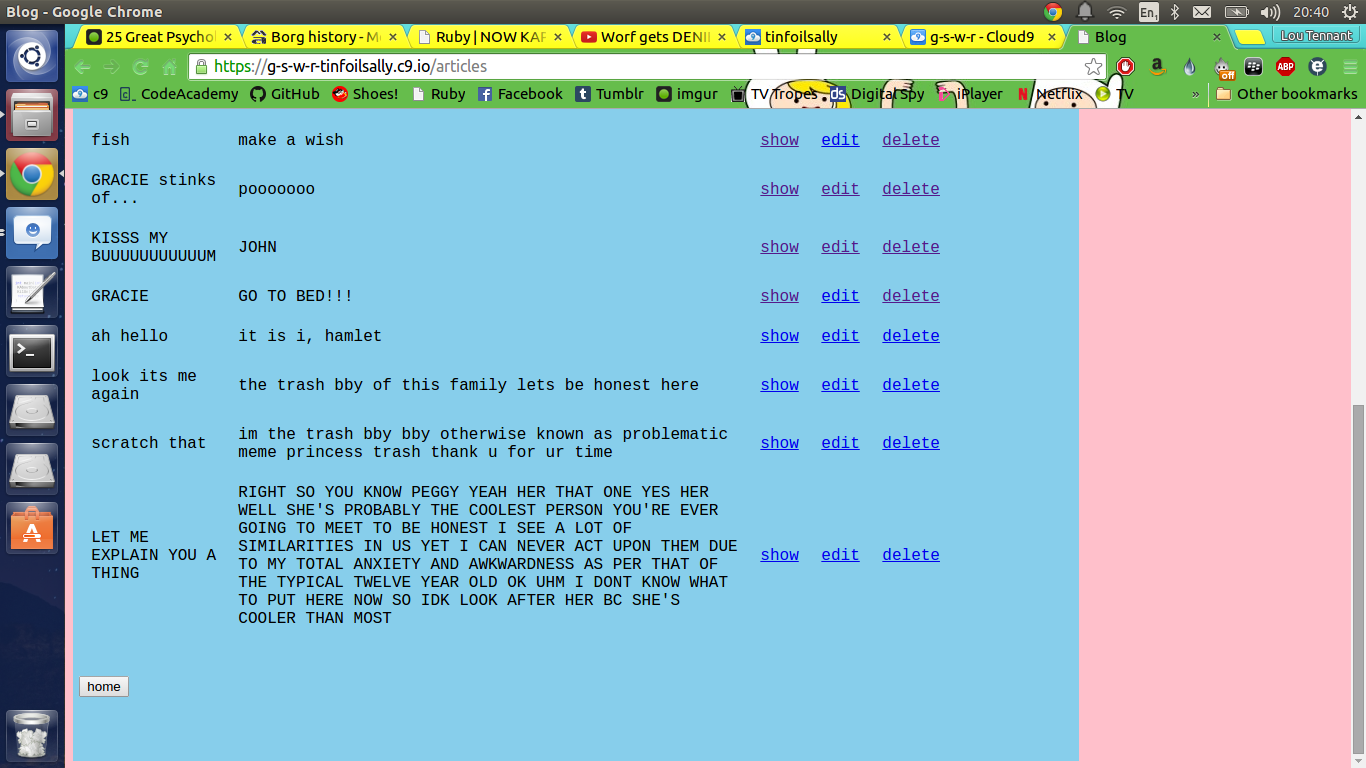 Blog - Google Chrome
En1
20:40
25 Great Psychol
Borg history - Me
Ruby | NOW KAR
Worf gets DENII
tinfoilsally
g-s-w-r - Cloud9
Blog
Lou Tennant
https://g-s-w-r-tinfoilsally.c9.io/articles
off
ABP
c9
CodeAcademy
GitHub
Shoes!
Ruby
Facebook
Tumblr
imgur
TV Tropes
ds Digital Spy
iPlayer
Netflix
TV
»
Other bookmarks
fish make a wish show edit delete
GRACIE stinks
of... pooooooo show edit delete
KISSS MY
BUUUUUUUUUUUM JOHN show edit delete
GRACIE GO TO BED!!! show edit delete
ah hello it is i, hamlet show edit delete
look its me
again the trash bby of this family lets be honest here show edit delete
scratch that im the trash bby bby otherwise known as problematic
meme princess trash thank u for ur time show edit delete
LET ME
EXPLAIN YOU A
THING
RIGHT SO YOU KNOW PEGGY YEAH HER THAT ONE YES HER
WELL SHE'S PROBABLY THE COOLEST PERSON YOU'RE EVER
GOING TO MEET TO BE HONEST I SEE A LOT OF
SIMILARITIES IN US YET I CAN NEVER ACT UPON THEM DUE
TO MY TOTAL ANXIETY AND AWKWARDNESS AS PER THAT OF
THE TYPICAL TWELVE YEAR OLD OK UHM I DONT KNOW WHAT
TO PUT HERE NOW SO IDK LOOK AFTER HER BC SHE'S
COOLER THAN MOST
show edit delete
home